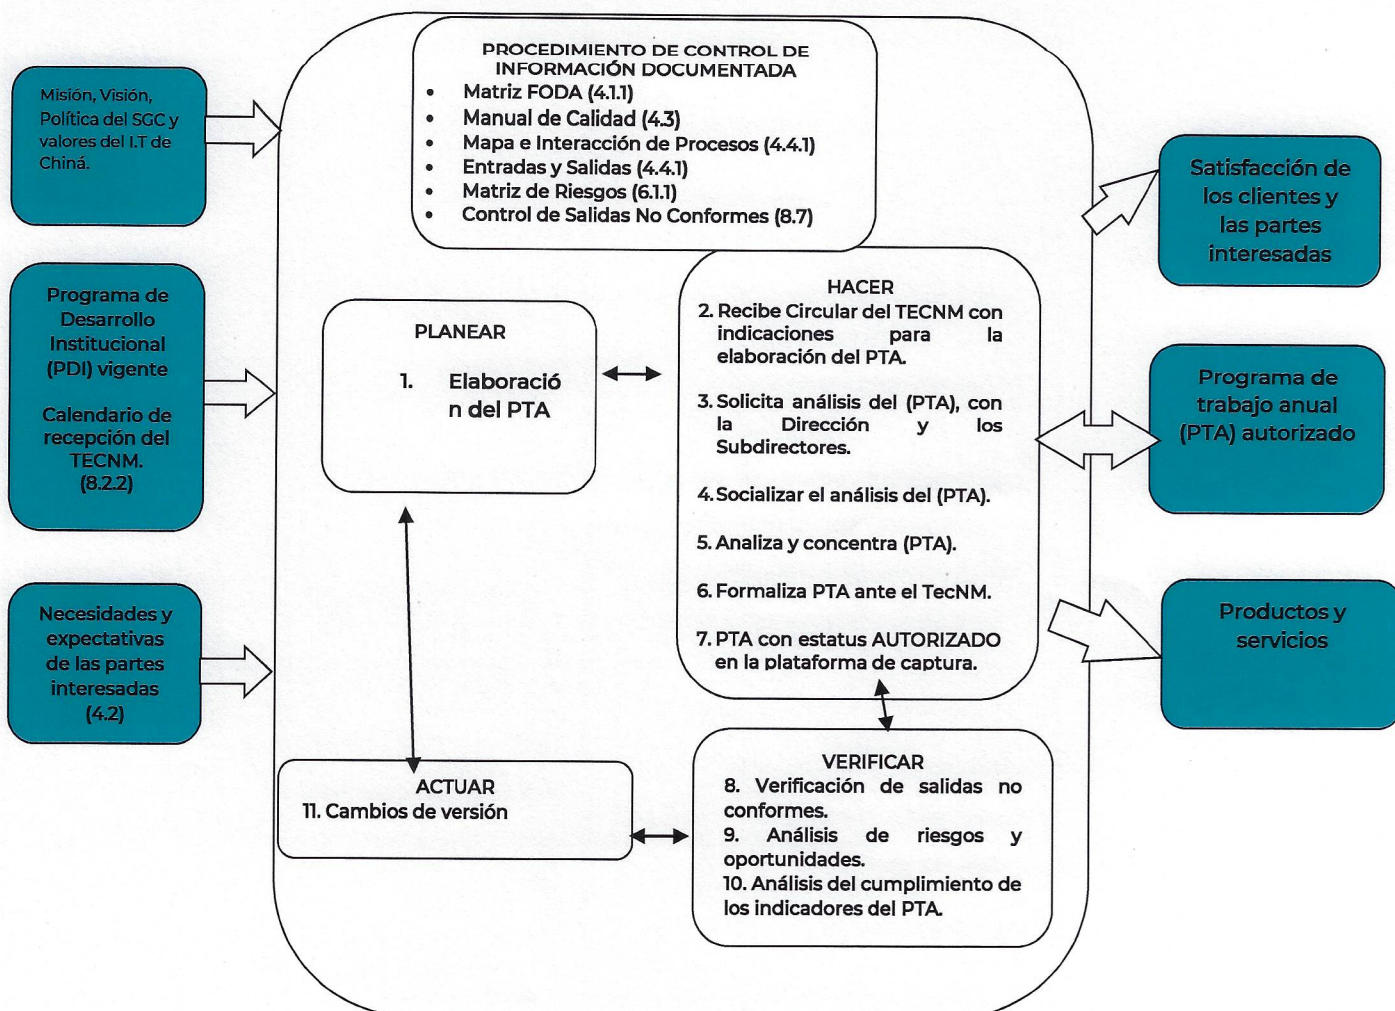 PROCEDIMIENTO DE CONTROL DE
INFORMACIÓN DOCUMENTADA
• Matriz FODA (4.1.1)
• Manual de Calidad (4.3)
• Mapa e Interacción de Procesos (4.4.1)
• Entradas y Salidas (4.4.1)
• Matriz de Riesgos (6.1.1)
• Control de Salidas No Conformes (8.7)
Misión, Visión,
Política del SGC y
valores del I.T de
Chiná.
Programa de
Desarrollo
Institucional
(PDI) vigente
Calendario de
recepción del
TECNM.
(8.2.2)
Necesidades y
expectativas
de las partes
interesadas
(4.2)
PLANEAR
1. Elaboració
n del PTA
HACER
2. Recibe Circular del TECNM con
indicaciones para la
elaboración del PTA.
3. Solicita análisis del (PTA), con
la Dirección y los
Subdirectores.
4. Socializar el análisis del (PTA).
5. Analiza y concentra (PTA).
6. Formaliza PTA ante el TecNM.
7. PTA con estatus AUTORIZADO
en la plataforma de captura.
VERIFICAR
8. Verificación de salidas no
conformes.
9. Análisis de riesgos y
oportunidades.
10. Análisis del cumplimiento de
los indicadores del PTA.
ACTUAR
11. Cambios de versión
Satisfacción de
los clientes y
las partes
interesadas
Programa de
trabajo anual
(PTA) autorizado
Productos y
servicios